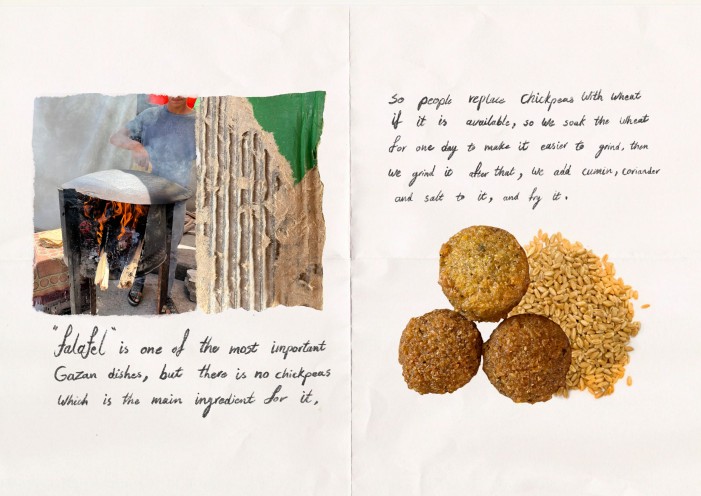 "falafel" is one of the most important
Gazan dishes, but there is no chickpeas
which is the main ingredient for it,
So people replace chickpeas with wheat
if it is available, so we soak the wheat
for one day to make it easier to grind, then
we grind it after that, we add cumin, coriander
and salt to it, and fry it.